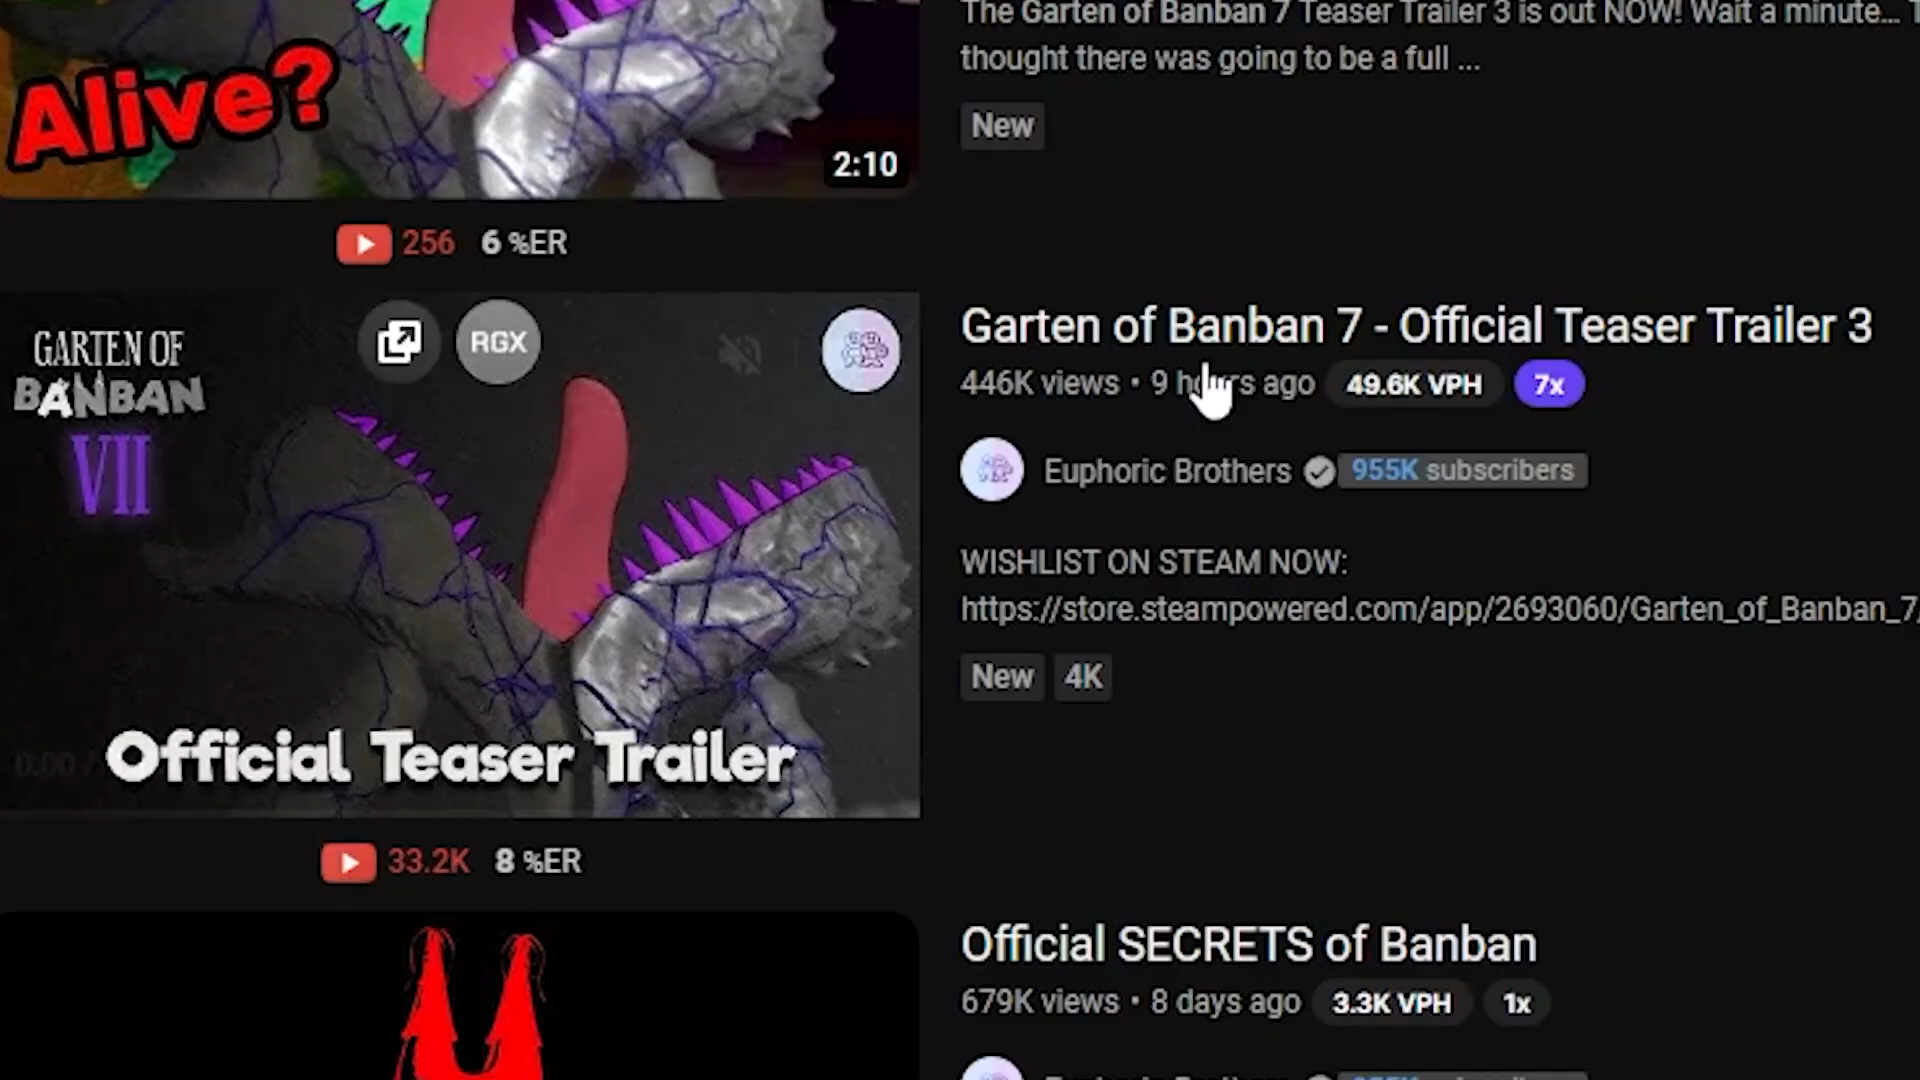 The Garten of Banban 7 Teaser Trailer 3 is out NOW! Wait a minute...
thought there was going to be a full ...
New
Alive?
2:10
256 6 %ER
GARTEN OF
BANBAN
VII
RGX
Official Teaser Trailer
33.2K 8 %ER
Garten of Banban 7 - Official Teaser Trailer 3
446K views • 9 hours ago 49.6K VPH 7x
Euphoric Brothers 955K subscribers
WISHLIST ON STEAM NOW:
https://store.steampowered.com/app/2693060/Garten_of_Banban_7/
New 4K
Official SECRETS of Banban
679K views • 8 days ago 3.3K VPH 1x